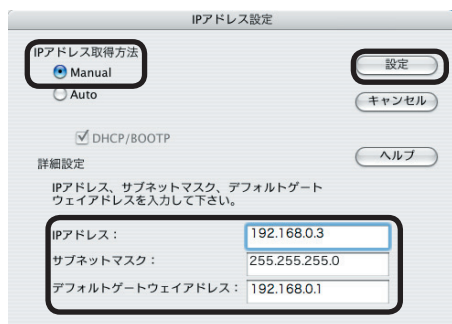 IPアドレス設定
IPアドレス取得方法
Manual
Auto
DHCP/BOOTP
設定
キャンセル
ヘルプ
詳細設定
IPアドレス、サブネットマスク、デフォルトゲート
ウェイアドレスを入力して下さい。
IPアドレス： 192.168.0.3
サブネットマスク： 255.255.255.0
デフォルトゲートウェイアドレス： 192.168.0.1